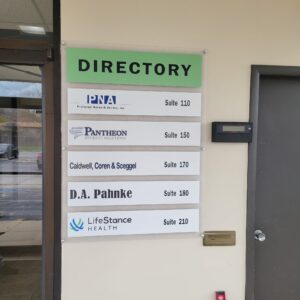 DIRECTORY
PNA
Suite 110
PANTHEON
Suite 150
Caldwell, Coren & Sceggel
Suite 170
D.A. Pahnke
Suite 180
LifeStance
HEALTH
Suite 210